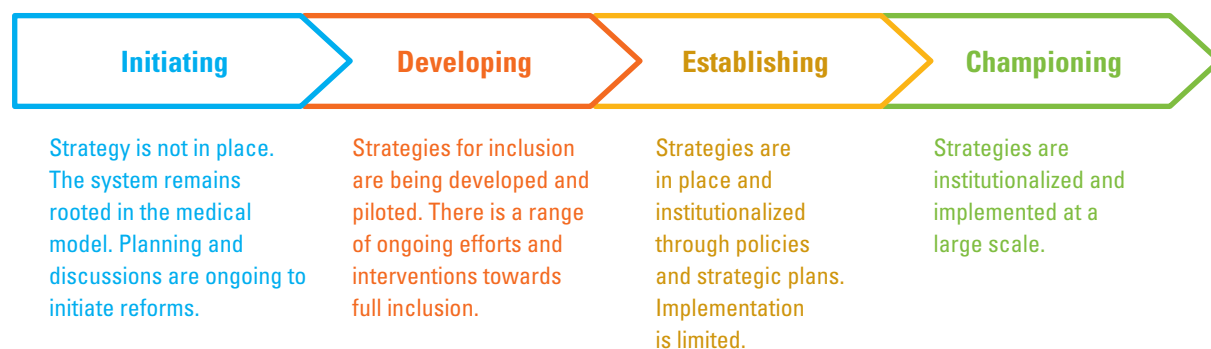 Initiating
Developing
Establishing
Championing
Strategy is not in place.
The system remains
rooted in the medical
model. Planning and
discussions are ongoing to
initiate reforms.
Strategies for inclusion
are being developed and
piloted. There is a range
of ongoing efforts and
interventions towards
full inclusion.
Strategies are
in place and
institutionalized
through policies
and strategic plans.
Implementation
is limited.
Strategies are
institutionalized and
implemented at a
large scale.